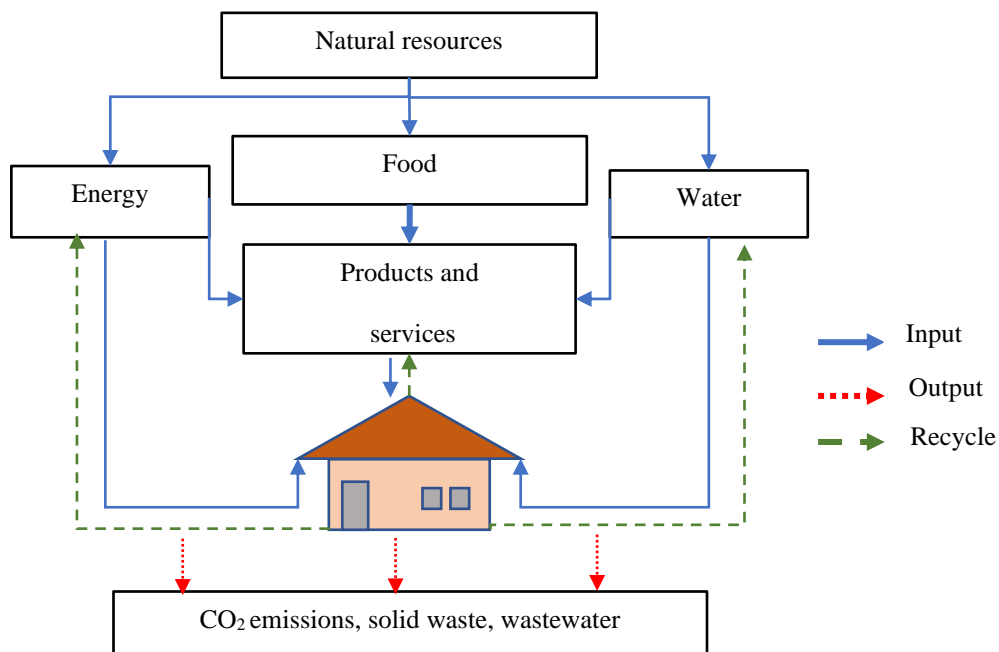 Natural resources
Food
Energy
Water
Products and
services
Input
Output
Recycle
CO₂ emissions, solid waste, wastewater